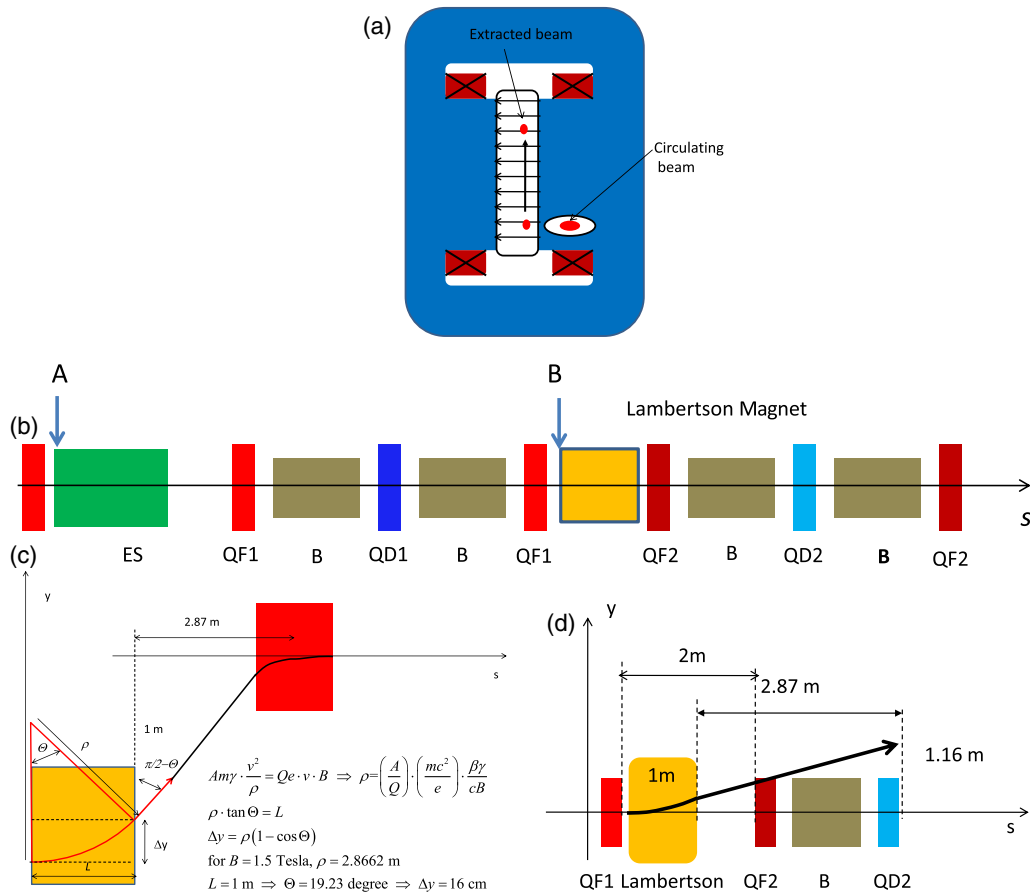 (a)
Extracted beam
Circulating
beam
A
B
Lambertson Magnet
(b)
s
ES
QF1
B
QD1
B
QF1
QF2
B
QD2
B
QF2
(c)
y
2.87 m
s
1 m
Θ
ρ
π/2−Θ
Δy
L
Amγ · v²/ρ = Qe · v · B ⇒ ρ = (A/Q) · (mc²/e) · βγ/cB
ρ · tan Θ = L
Δy = ρ(1 − cos Θ)
for B = 1.5 Tesla, ρ = 2.8662 m
L = 1 m ⇒ Θ = 19.23 degree ⇒ Δy = 16 cm
(d)
y
2m
2.87 m
1.16 m
1m
s
QF1 Lambertson QF2 B QD2